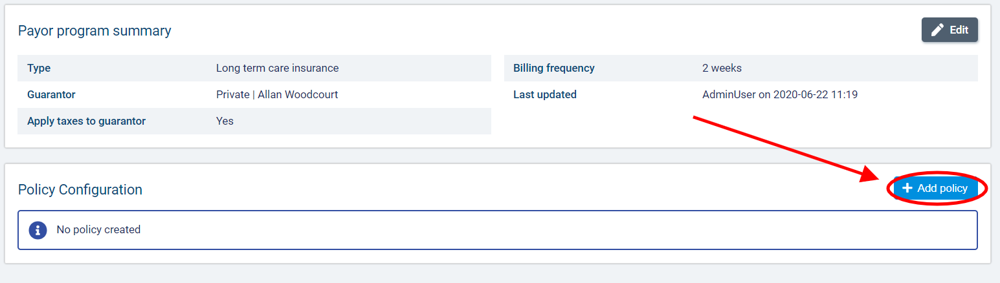 Payor program summary
Edit
Type Long term care insurance
Billing frequency 2 weeks
Guarantor Private | Allan Woodcourt
Last updated AdminUser on 2020-06-22 11:19
Apply taxes to guarantor Yes
Policy Configuration
Add policy
No policy created